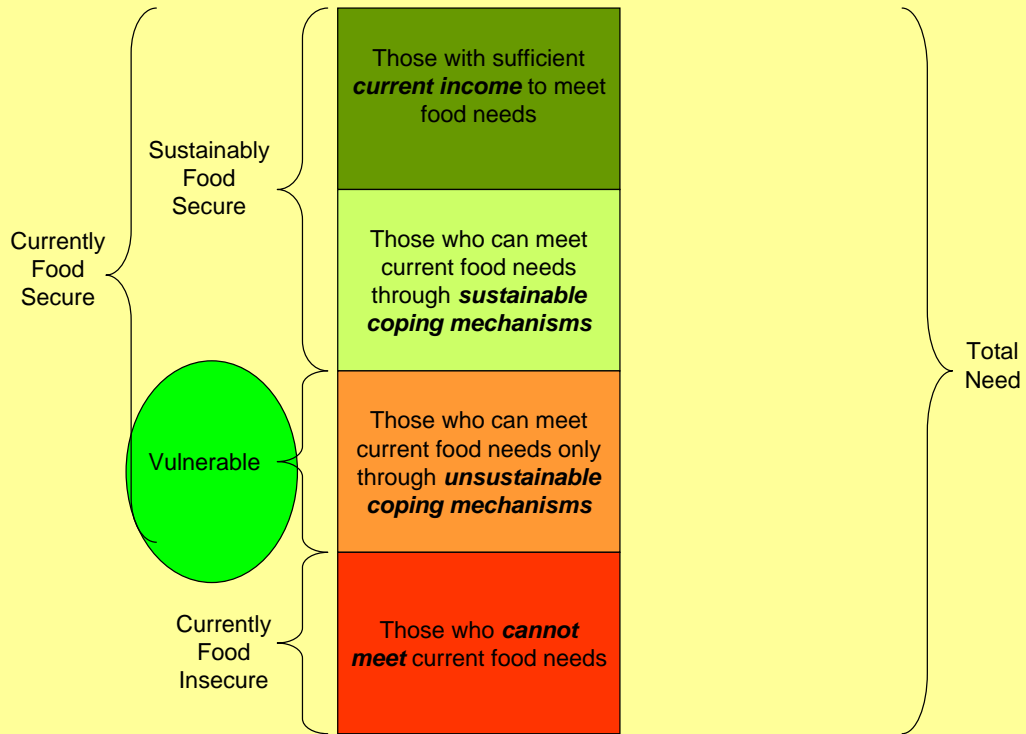 Those with sufficient
current income to meet
food needs
Sustainably
Food
Secure
Currently
Food
Secure
Those who can meet
current food needs
through sustainable
coping mechanisms
Total
Need
Vulnerable
Those who can meet
current food needs only
through unsustainable
coping mechanisms
Currently
Food
Insecure
Those who cannot
meet current food needs